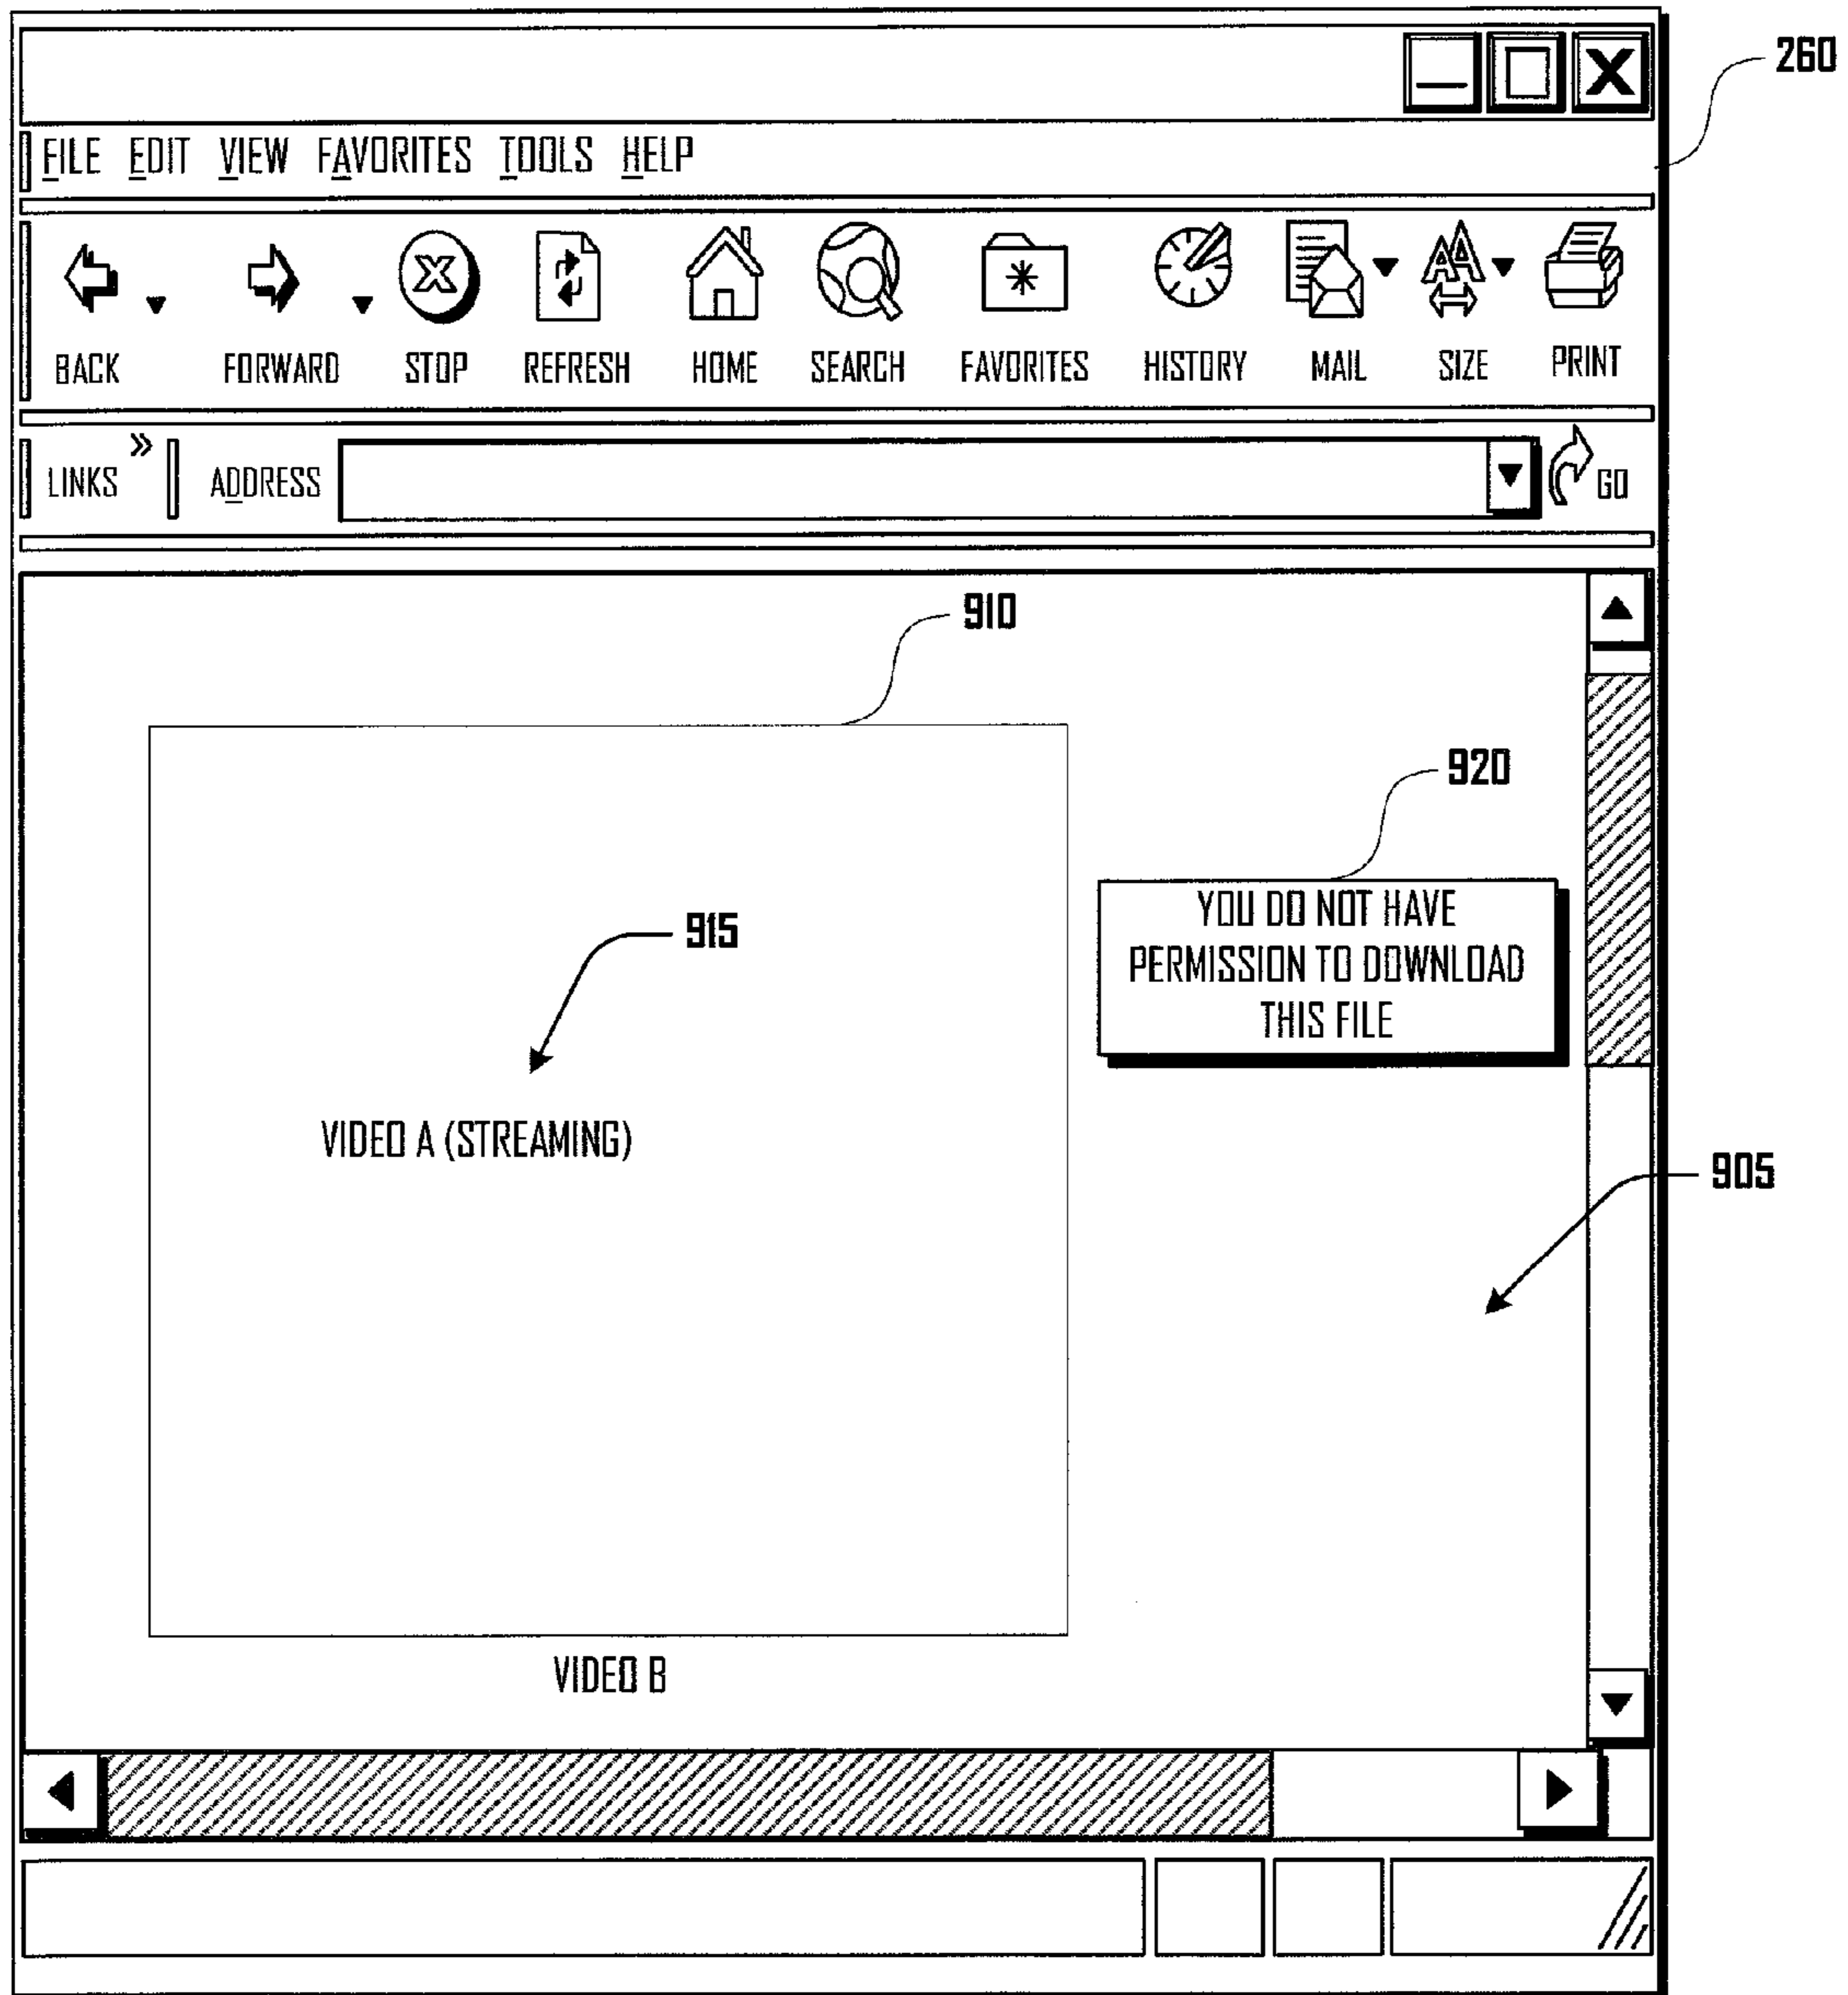 260
FILE EDIT VIEW FAVORITES TOOLS HELP
BACK FORWARD STOP REFRESH HOME SEARCH FAVORITES HISTORY MAIL SIZE PRINT
LINKS » ADDRESS GO
910
920
YOU DO NOT HAVE
PERMISSION TO DOWNLOAD
THIS FILE
915
VIDEO A (STREAMING)
905
VIDEO B